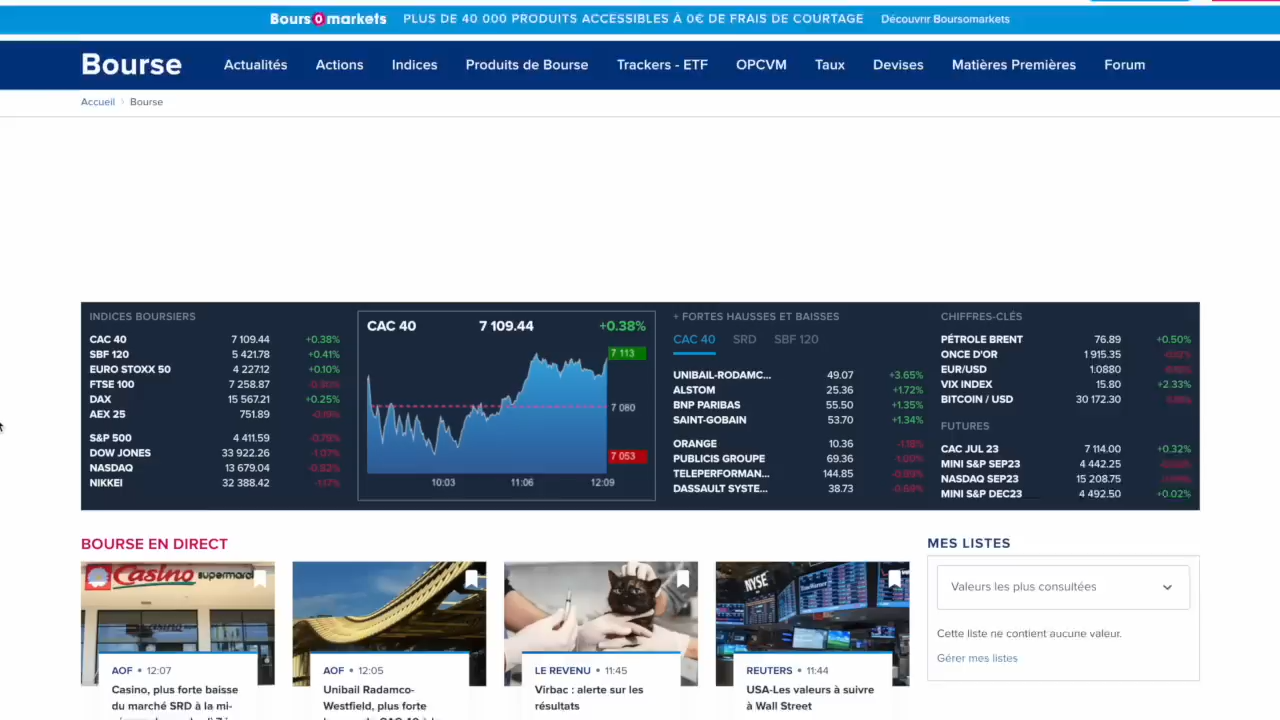 Boursomarkets PLUS DE 40 000 PRODUITS ACCESSIBLES À 0€ DE FRAIS DE COURTAGE Découvrir Boursomarkets
Bourse Actualités Actions Indices Produits de Bourse Trackers - ETF OPCVM Taux Devises Matières Premières Forum
Accueil › Bourse
INDICES BOURSIERS
CAC 40 7 109.44 +0.38%
SBF 120 5 421.78 +0.41%
EURO STOXX 50 4 227.12 +0.10%
FTSE 100 7 258.87
DAX 15 567.21 +0.25%
AEX 25 751.89
S&P 500 4 411.59
DOW JONES 33 922.26 -1.07%
NASDAQ 13 679.04
NIKKEI 32 388.42 -1.17%
CAC 40 7 109.44 +0.38%
7 113
7 080
7 053
10:03 11:06 12:09
+ FORTES HAUSSES ET BAISSES
CAC 40 SRD SBF 120
UNIBAIL-RODAMC... 49.07 +3.65%
ALSTOM 25.36 +1.72%
BNP PARIBAS 55.50 +1.35%
SAINT-GOBAIN 53.70 +1.34%
ORANGE 10.36
PUBLICIS GROUPE 69.36
TELEPERFORMAN... 144.85
DASSAULT SYSTE... 38.73
CHIFFRES-CLÉS
PÉTROLE BRENT 76.89 +0.50%
ONCE D'OR 1 915.35
EUR/USD 1.0880
VIX INDEX 15.80 +2.33%
BITCOIN / USD 30 172.30
FUTURES
CAC JUL 23 7 114.00 +0.32%
MINI S&P SEP23 4 442.25
NASDAQ SEP23 15 208.75
MINI S&P DEC23 4 492.50 +0.02%
BOURSE EN DIRECT
Casino supermarc
Casino
AOF • 12:07
Casino, plus forte baisse
du marché SRD à la mi-
AOF • 12:05
Unibail Radamco-
Westfield, plus forte
LE REVENU • 11:45
Virbac : alerte sur les
résultats
NYSE
REUTERS • 11:44
USA-Les valeurs à suivre
à Wall Street
MES LISTES
Valeurs les plus consultées
Cette liste ne contient aucune valeur.
Gérer mes listes